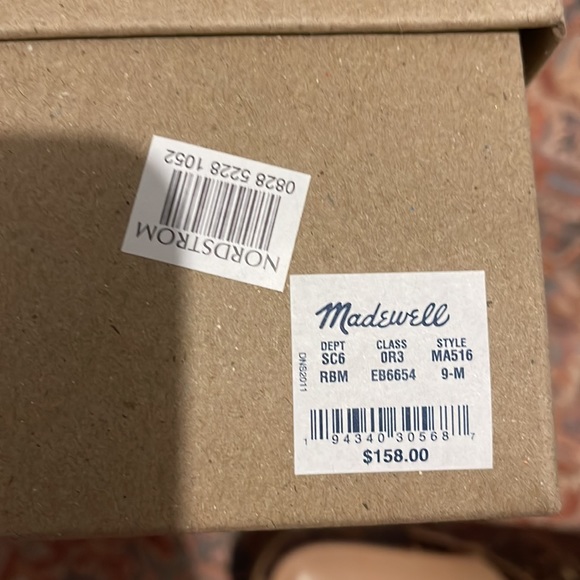 NORDSTROM
0828 5228 1052
Madewell
DEPT CLASS STYLE
SC6 0R3 MA516
RBM EB6654 9-M
DNS2011
1 94340 30568 7
$158.00